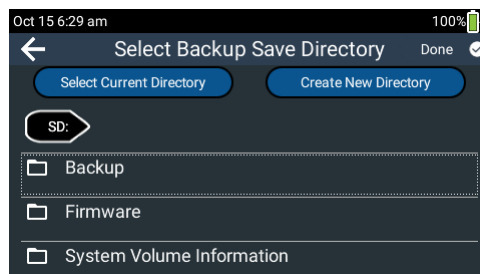 Oct 15 6:29 am 100%
Select Backup Save Directory Done
Select Current Directory Create New Directory
SD:
Backup
Firmware
System Volume Information